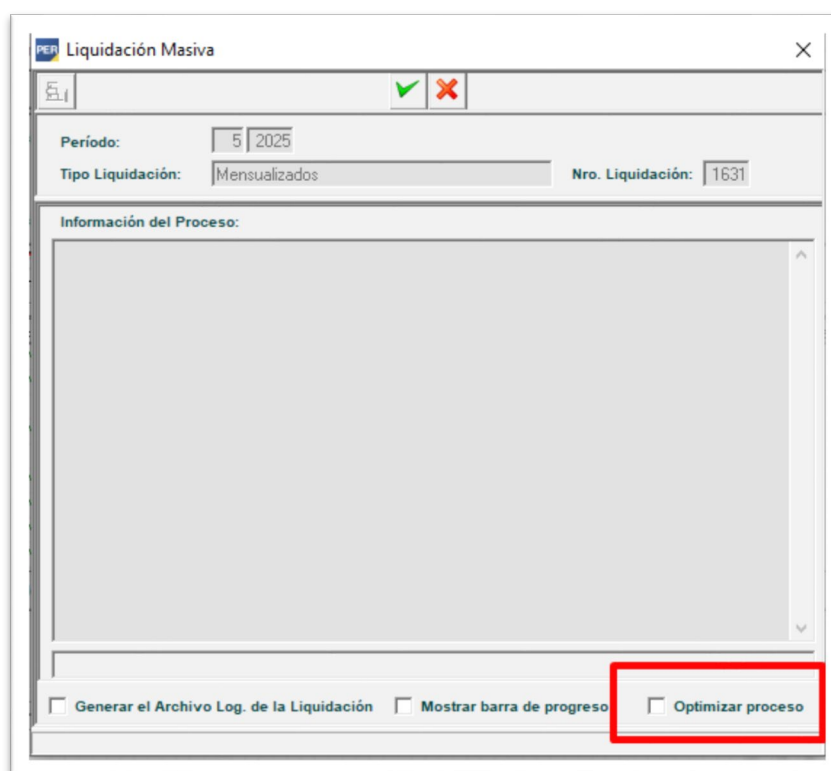 PER Liquidación Masiva
Período: 5 2025
Tipo Liquidación: Mensualizados Nro. Liquidación: 1631
Información del Proceso:
Generar el Archivo Log. de la Liquidación Mostrar barra de progreso Optimizar proceso